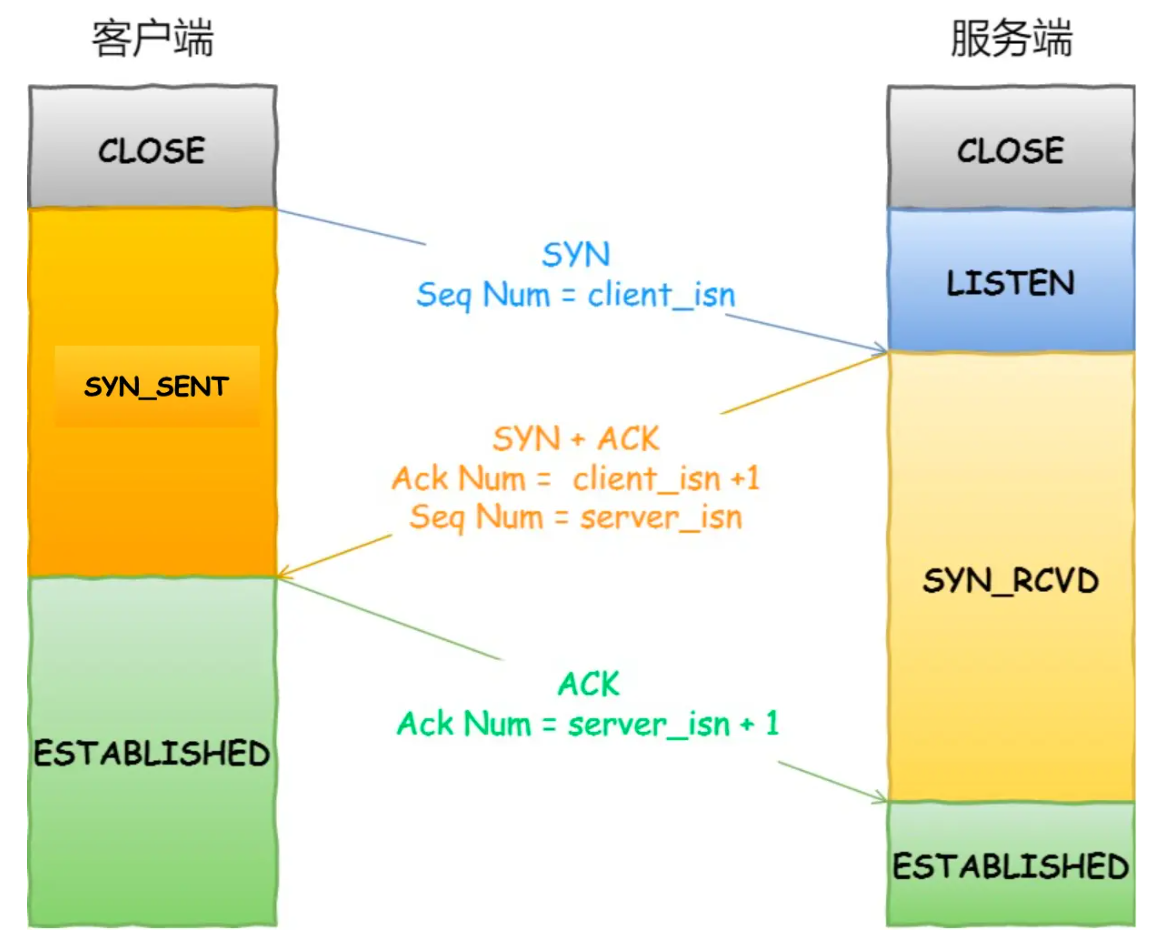 客户端
服务端
CLOSE
CLOSE
SYN
Seq Num = client_isn
LISTEN
SYN_SENT
SYN + ACK
Ack Num = client_isn +1
Seq Num = server_isn
SYN_RCVD
ACK
Ack Num = server_isn + 1
ESTABLISHED
ESTABLISHED